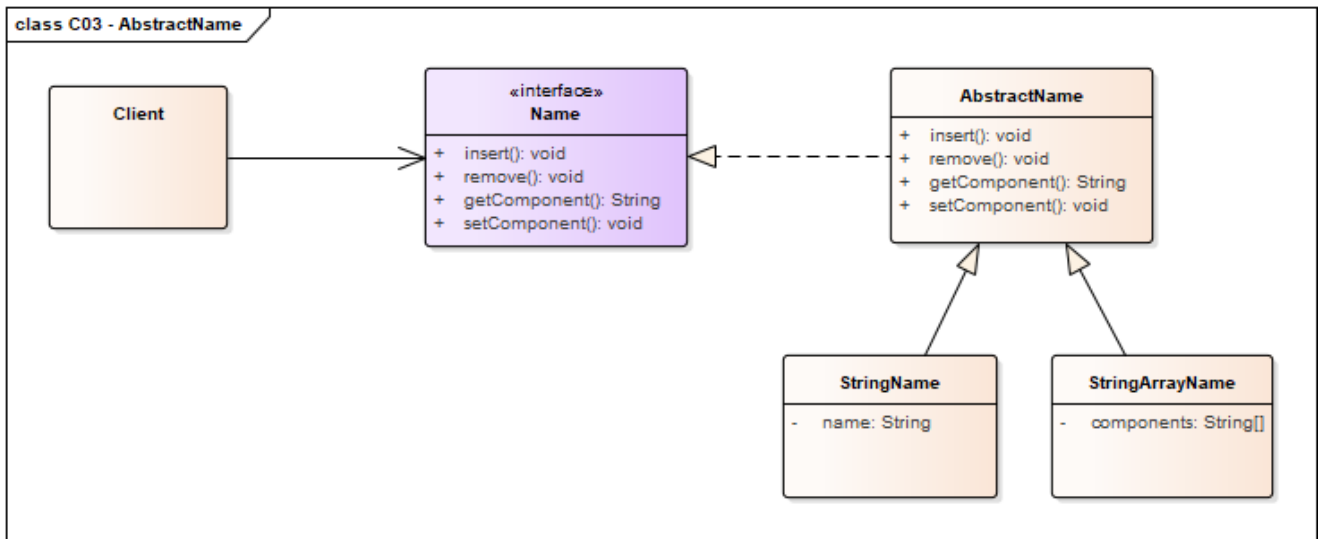 class C03 - AbstractName
Client
«interface»
Name
+ insert(): void
+ remove(): void
+ getComponent(): String
+ setComponent(): void
AbstractName
+ insert(): void
+ remove(): void
+ getComponent(): String
+ setComponent(): void
StringName
- name: String
StringArrayName
- components: String[]